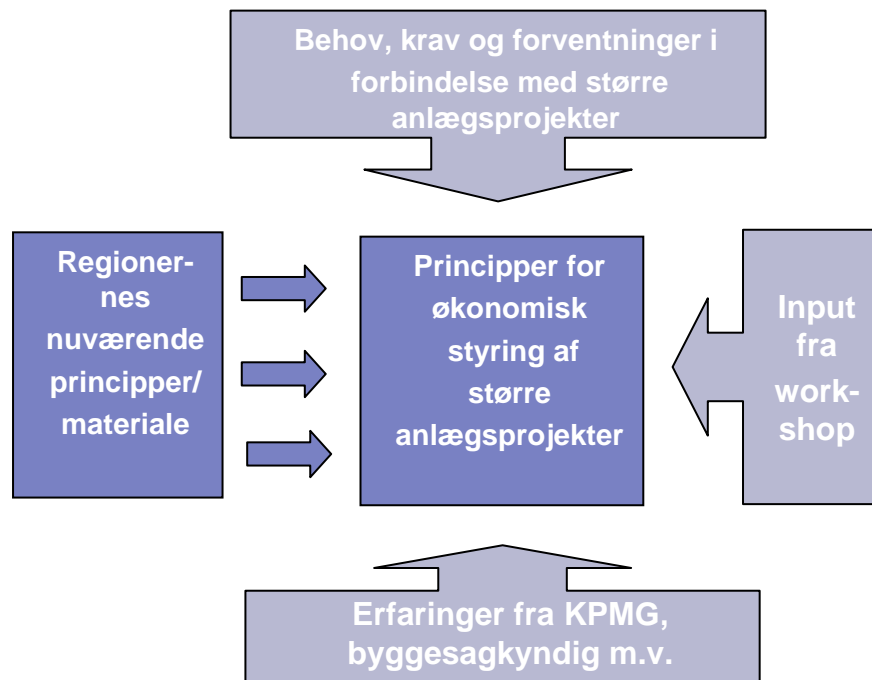 Behov, krav og forventninger i
forbindelse med større
anlægsprojekter
Regioner-
nes
nuværende
principper/
materiale
Principper for
økonomisk
styring af
større
anlægsprojekter
Input
fra
work-
shop
Erfaringer fra KPMG,
byggesagkyndig m.v.